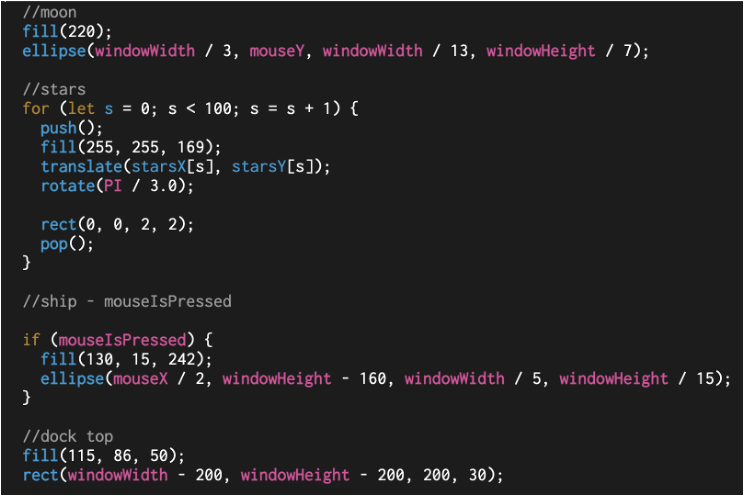 //moon
fill(220);
ellipse(windowWidth / 3, mouseY, windowWidth / 13, windowHeight / 7);

//stars
for (let s = 0; s < 100; s = s + 1) {
  push();
  fill(255, 255, 169);
  translate(starsX[s], starsY[s]);
  rotate(PI / 3.0);

  rect(0, 0, 2, 2);
  pop();
}

//ship - mouseIsPressed

if (mouseIsPressed) {
  fill(130, 15, 242);
  ellipse(mouseX / 2, windowHeight - 160, windowWidth / 5, windowHeight / 15);
}

//dock top
fill(115, 86, 50);
rect(windowWidth - 200, windowHeight - 200, 200, 30);